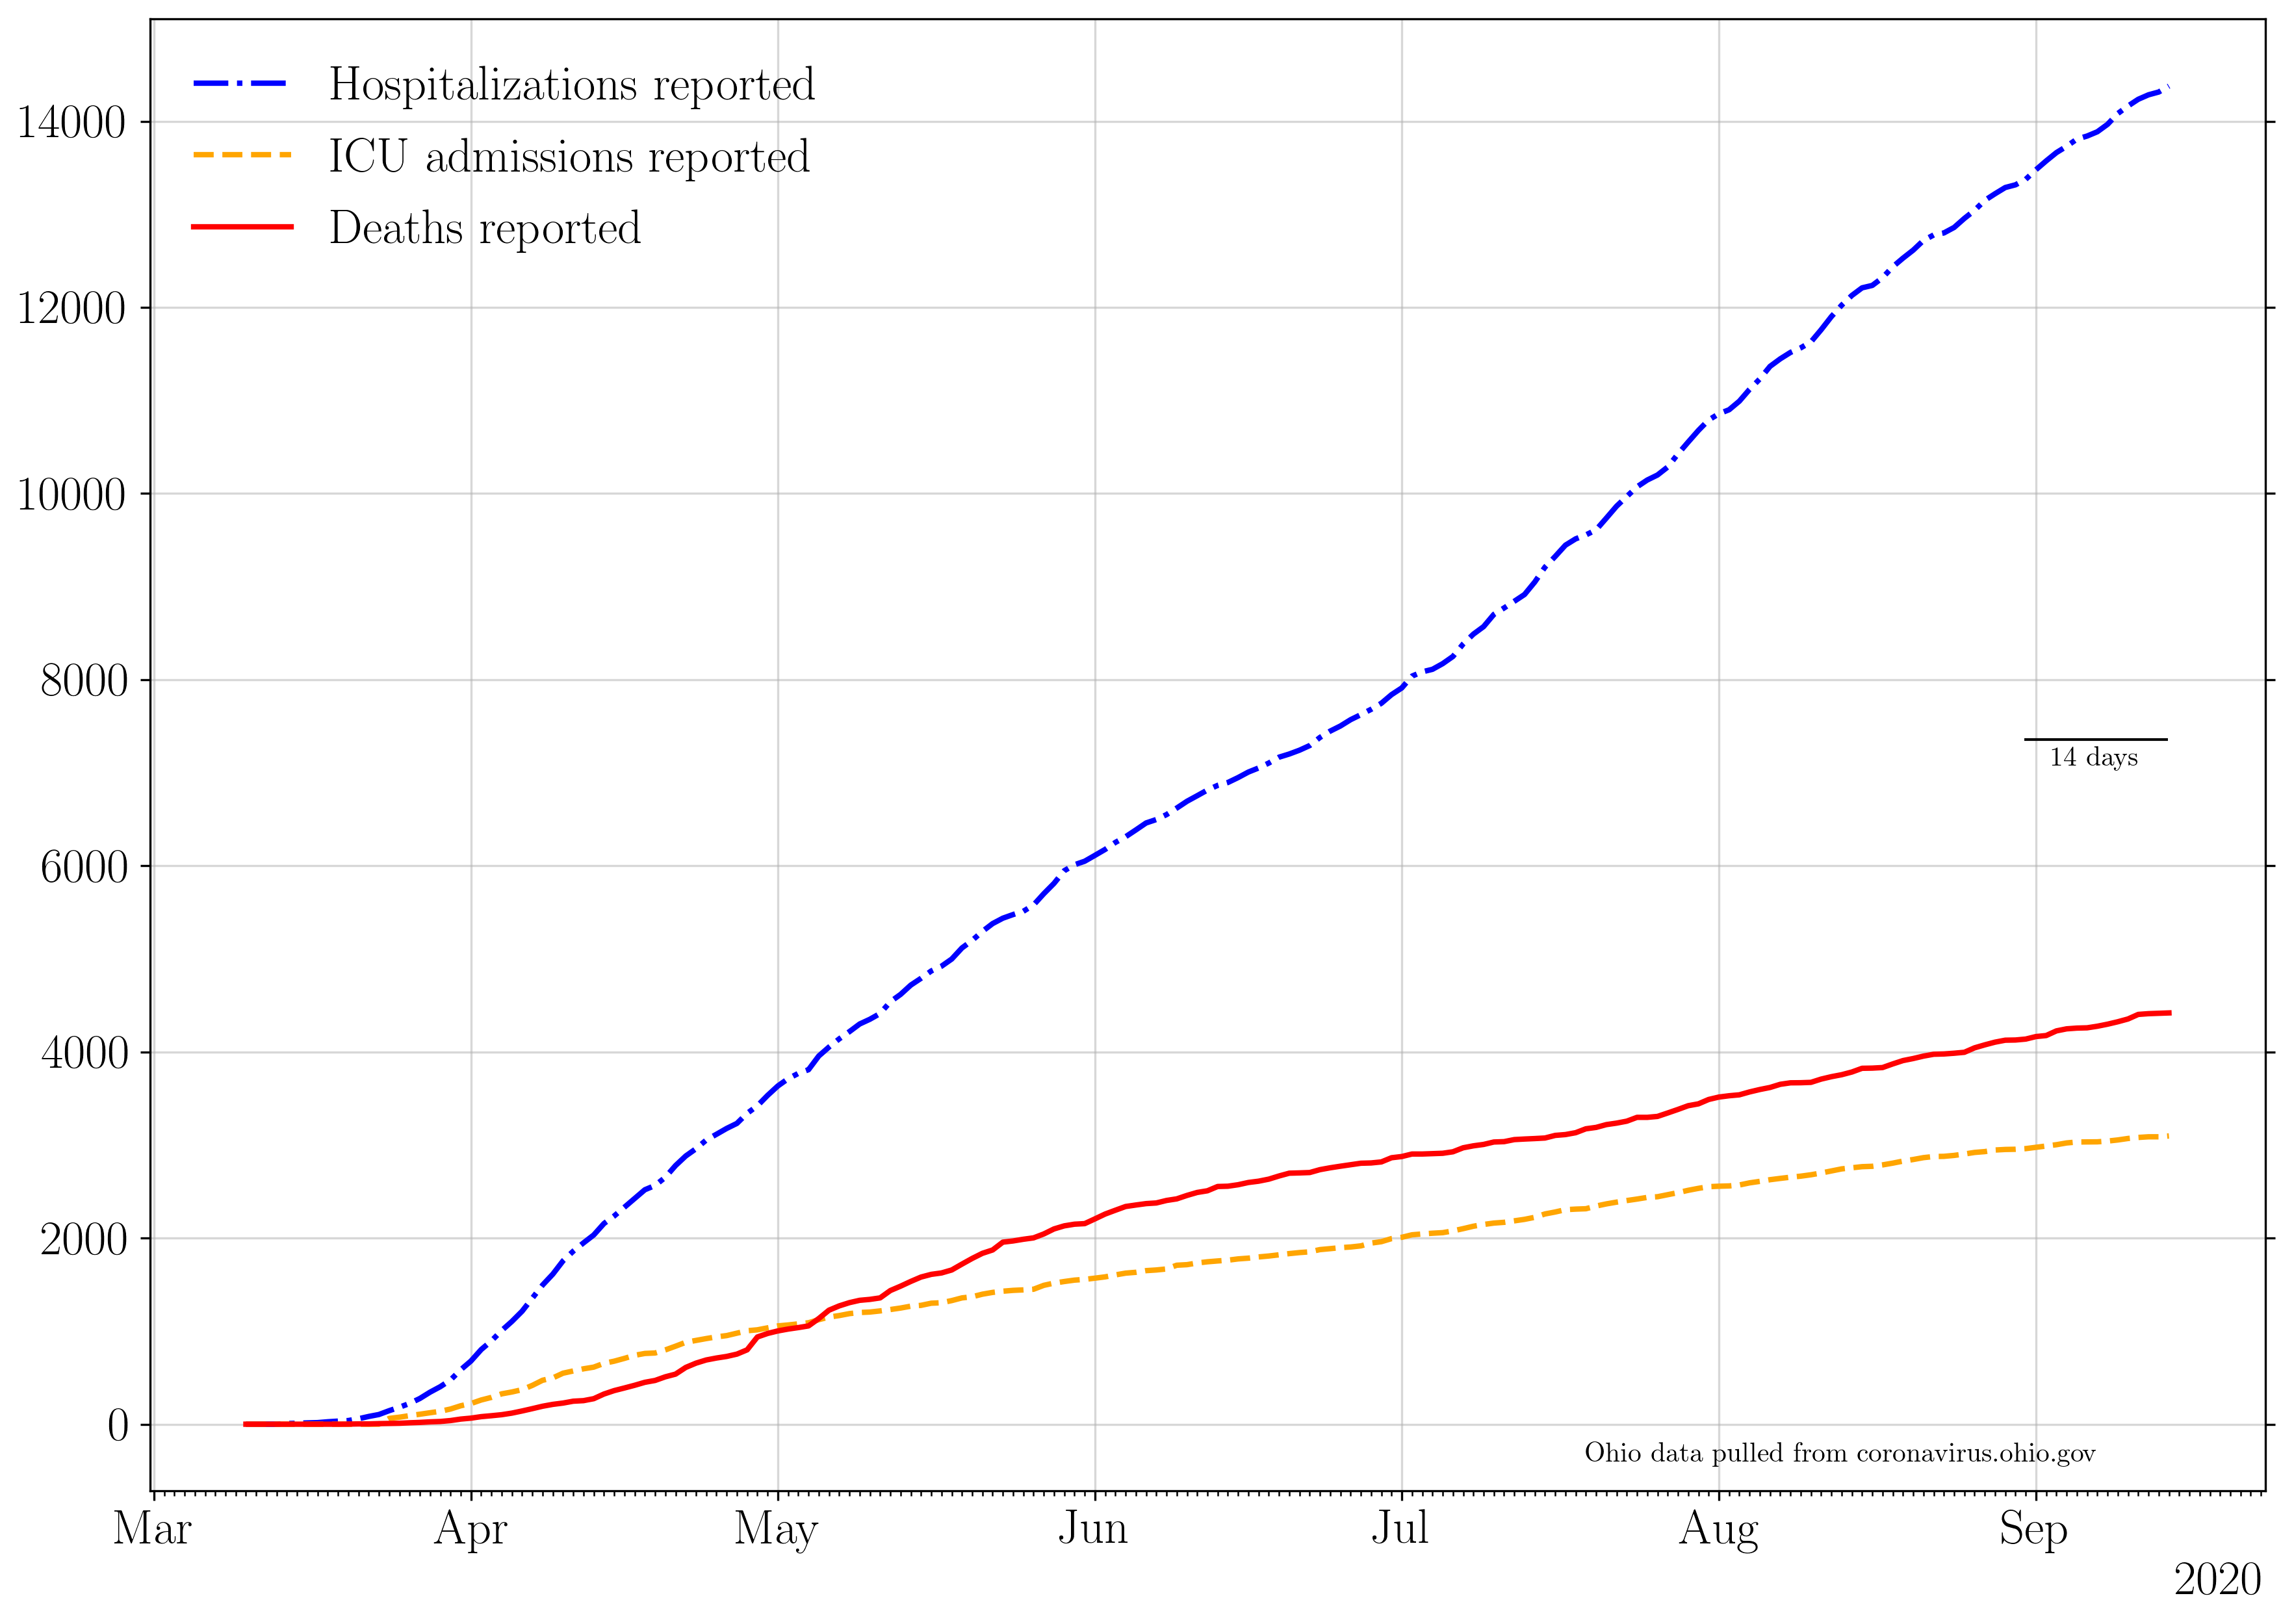 Hospitalizations reported
ICU admissions reported
Deaths reported
14000
12000
10000
8000
6000
4000
2000
0
14 days
Ohio data pulled from coronavirus.ohio.gov
Mar Apr May Jun Jul Aug Sep
2020